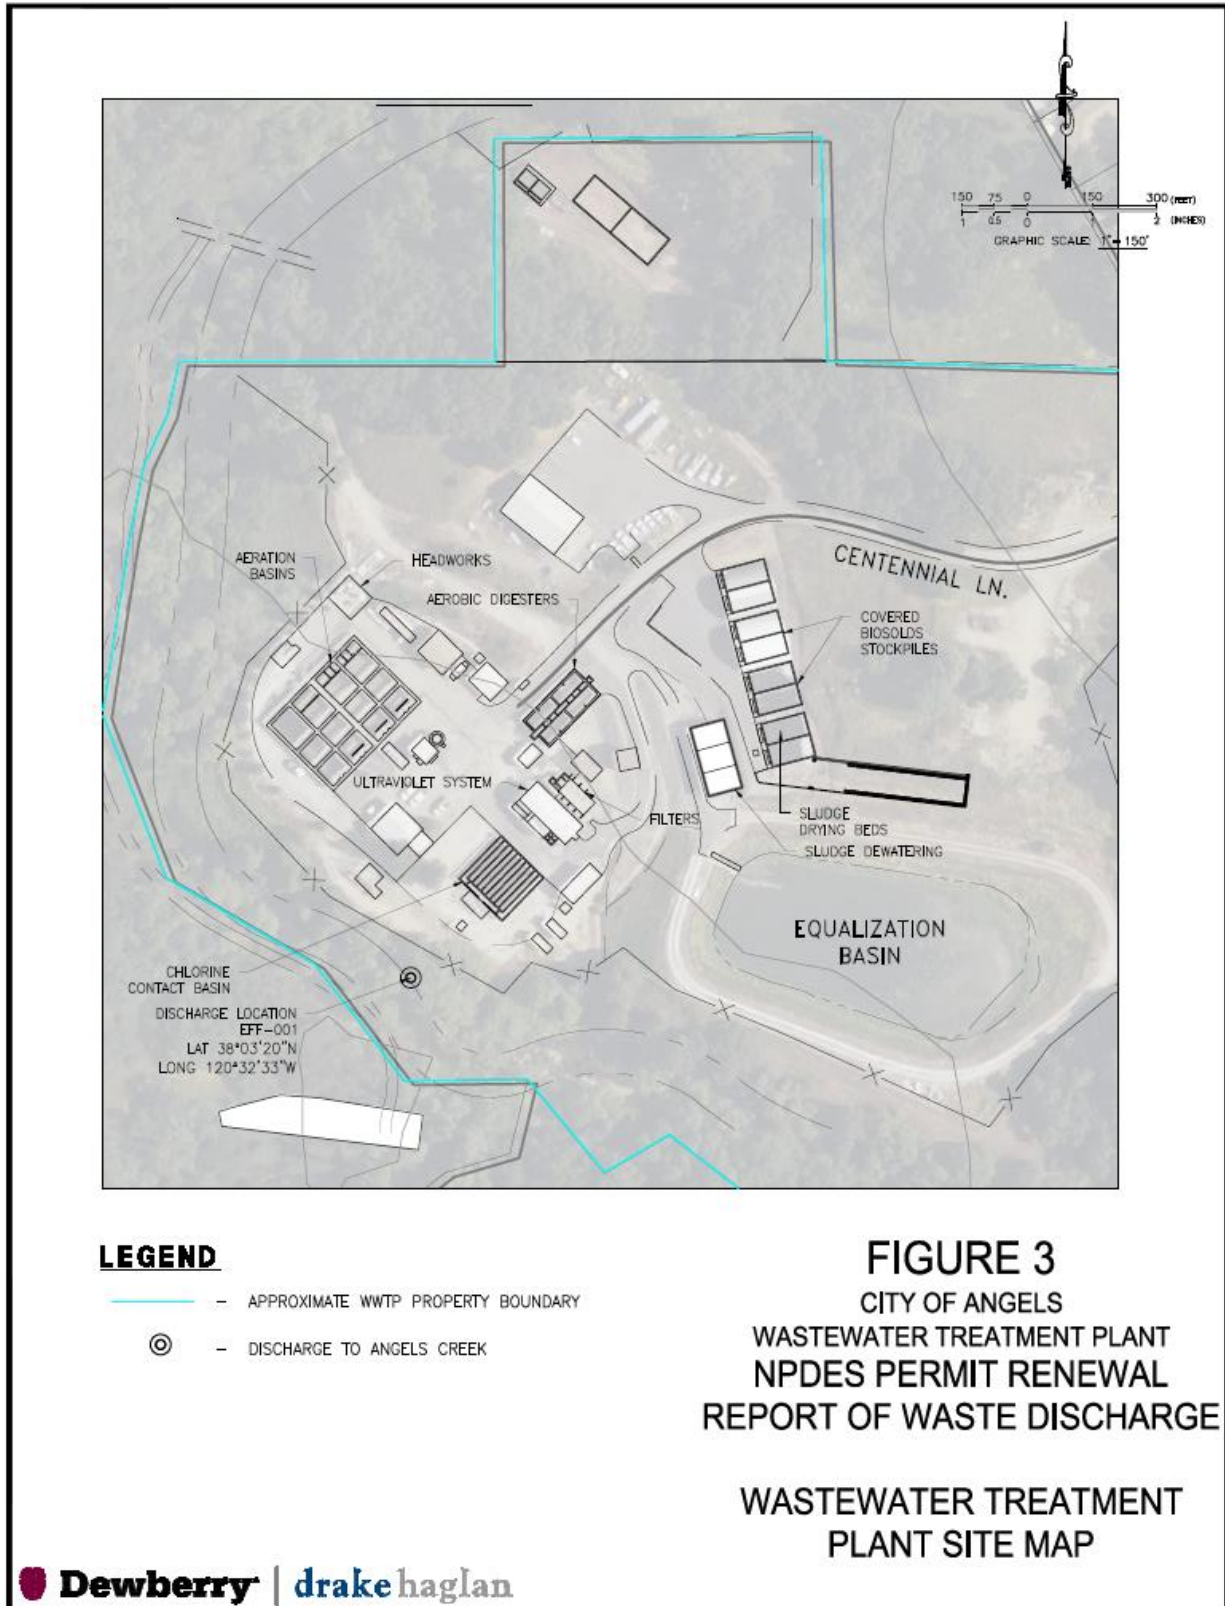 150 75 0 150 300 (FEET)
1 0.5 0 1 2 (INCHES)
GRAPHIC SCALE: 1"=150'
AERATION
BASINS
HEADWORKS
AEROBIC DIGESTERS
CENTENNIAL LN.
COVERED
BIOSOLDS
STOCKPILES
ULTRAVIOLET SYSTEM
FILTERS
SLUDGE
DRYING BEDS
SLUDGE DEWATERING
EQUALIZATION
BASIN
CHLORINE
CONTACT BASIN
DISCHARGE LOCATION
EFF-001
LAT 38°03'20"N
LONG 120°32'33"W
LEGEND
- APPROXIMATE WWTP PROPERTY BOUNDARY
- DISCHARGE TO ANGELS CREEK
FIGURE 3
CITY OF ANGELS
WASTEWATER TREATMENT PLANT
NPDES PERMIT RENEWAL
REPORT OF WASTE DISCHARGE
WASTEWATER TREATMENT
PLANT SITE MAP
Dewberry | drake haglan